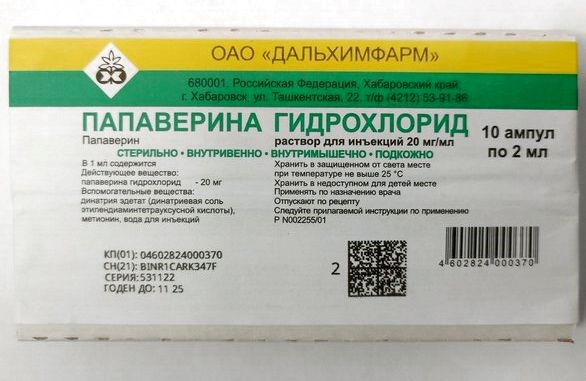 ОАО «ДАЛЬХИМФАРМ»
680001, Российская Федерация, Хабаровский край,
г. Хабаровск, ул. Ташкентская, 22, т/ф (4212) 53-91-86
ПАПАВЕРИНА ГИДРОХЛОРИД
Папаверин раствор для инъекций 20 мг/мл
10 ампул
по 2 мл
СТЕРИЛЬНО • ВНУТРИВЕННО • ВНУТРИМЫШЕЧНО • ПОДКОЖНО
В 1 мл содержится
Действующее вещество:
папаверина гидрохлорид - 20 мг
Вспомогательные вещества:
динатрия эдетат (динатриевая соль
этилендиаминтетрауксусной кислоты),
метионин, вода для инъекций
Хранить в защищенном от света месте
при температуре не выше 25 °С
Хранить в недоступном для детей месте
Применять по назначению врача
Отпускают по рецепту
Следуйте прилагаемой инструкции по применению
Р N002255/01
КП(01): 04602824000370
СН(21): BINR1CARK347F
СЕРИЯ: 531122
ГОДЕН ДО: 11 25
2
4 602824 000370